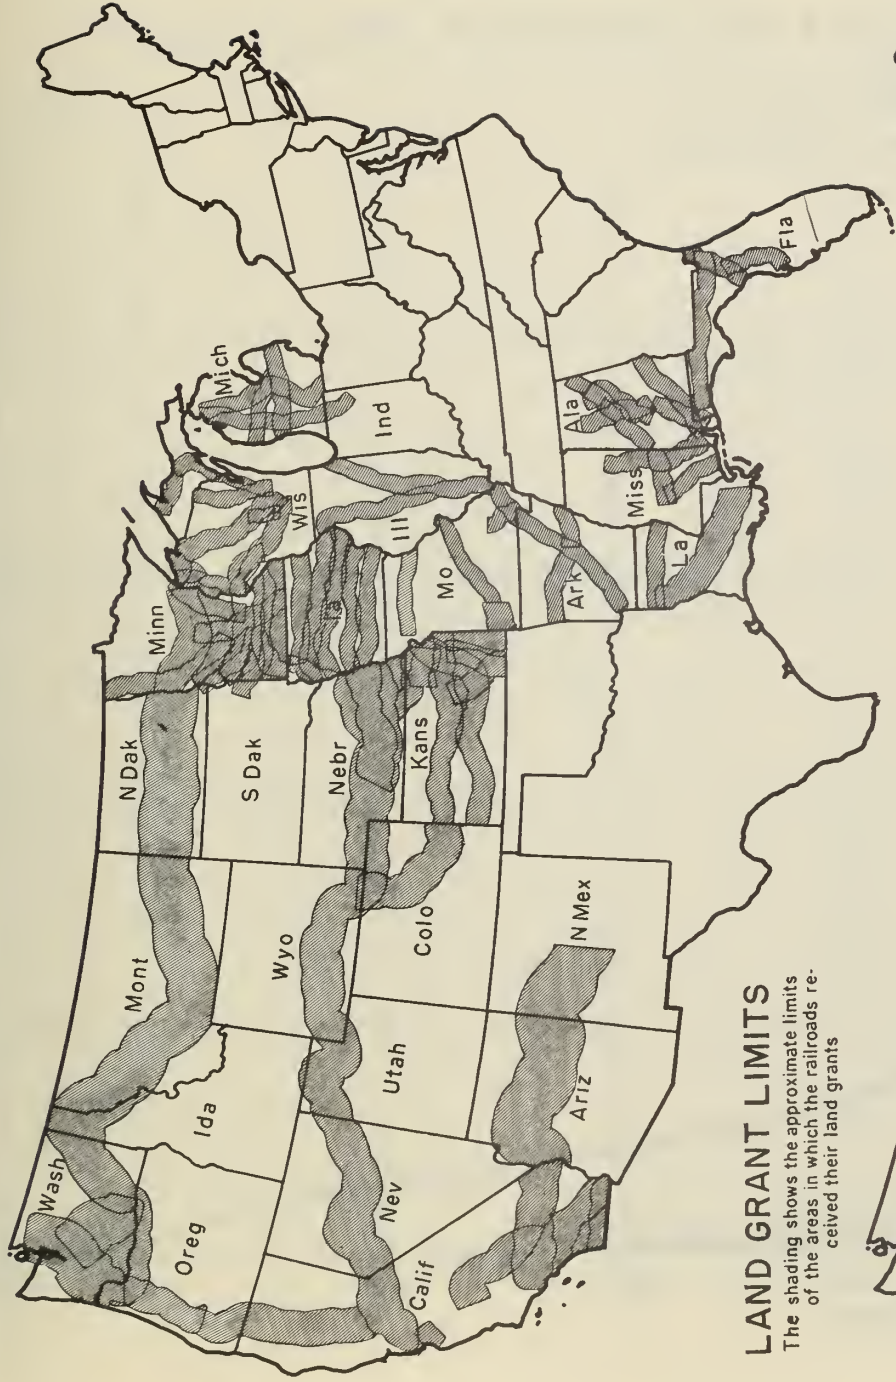 Wash
Oreg
Calif
Nev
Ida
Mont
Wyo
Utah
Ariz
Colo
N Mex
N Dak
S Dak
Nebr
Kans
Minn
Ia
Mo
Ark
La
Wis
Ill
Mich
Ind
Miss
Ala
Fla
LAND GRANT LIMITS
The shading shows the approximate limits
of the areas in which the railroads re-
ceived their land grants